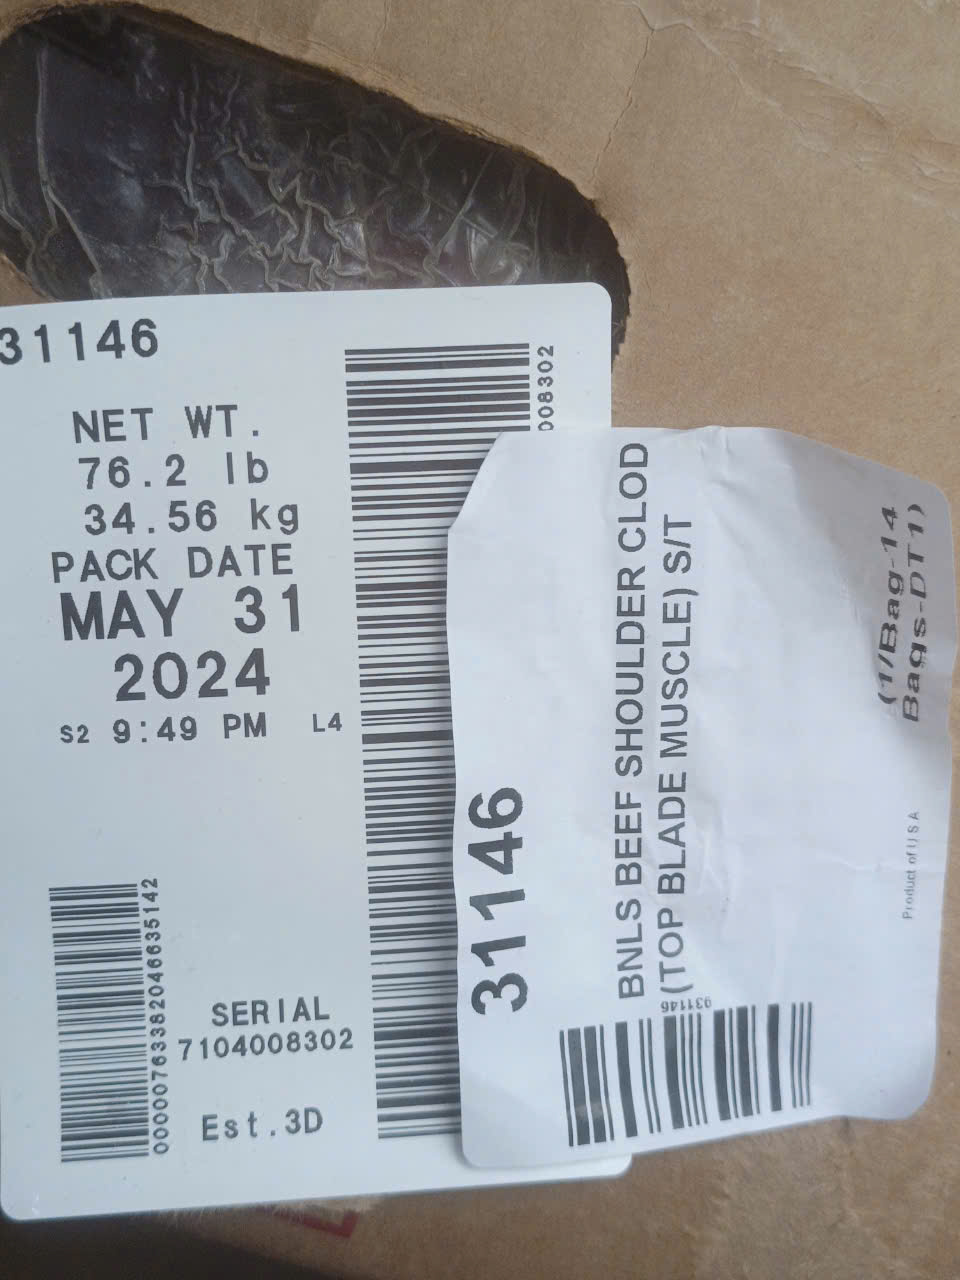 31146
NET WT.
76.2 lb
34.56 kg
PACK DATE
MAY 31
2024
S2 9:49 PM L4
SERIAL
7104008302
Est.3D
00000763382046635142
008302
31146
BNLS BEEF SHOULDER CLOD
(TOP BLADE MUSCLE) S/T
(1/Bag-14
Bags-DT1)
Product of USA
931146